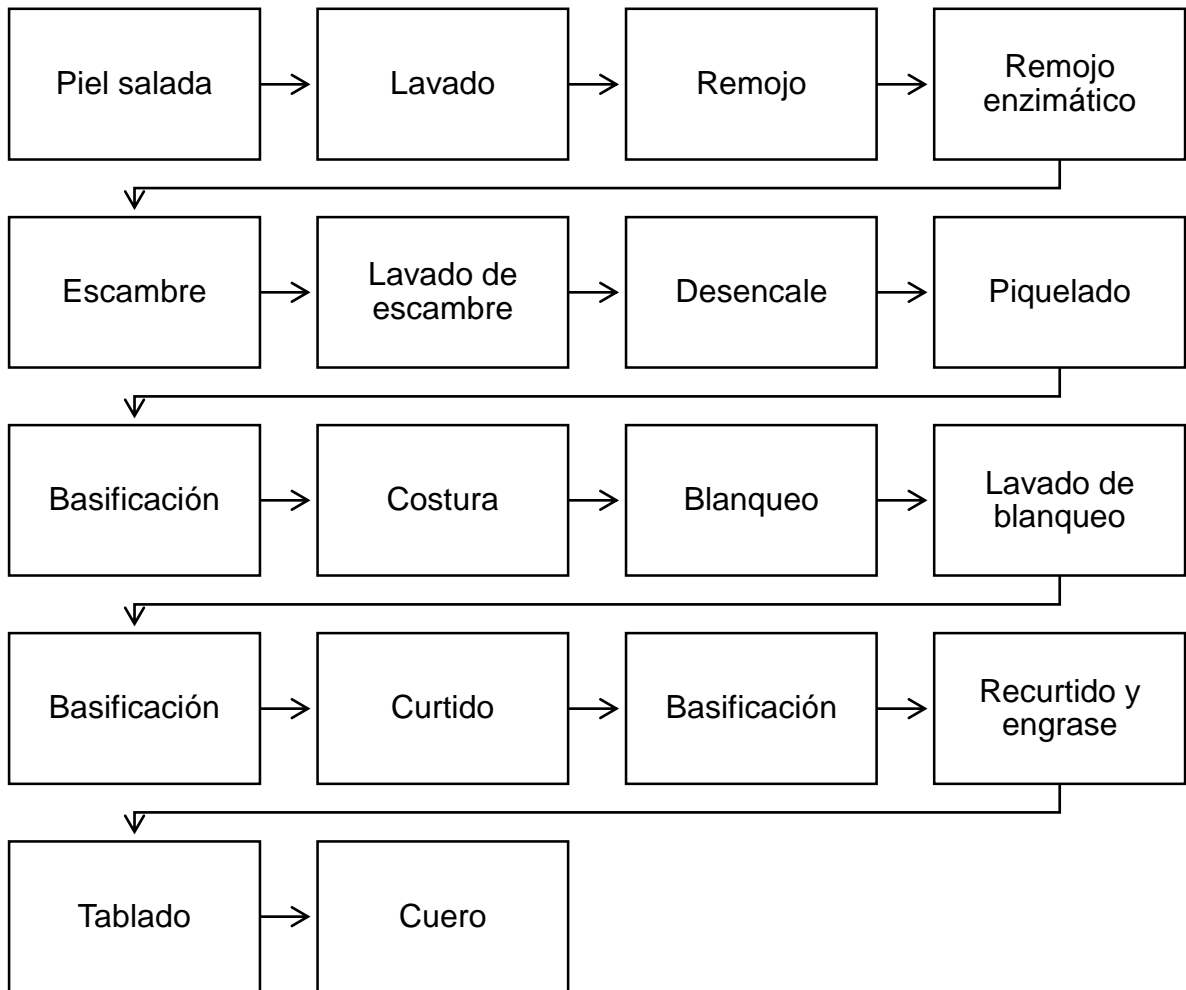 Piel salada
Lavado
Remojo
Remojo
enzimático
Escambre
Lavado de
escambre
Desencale
Piquelado
Basificación
Costura
Blanqueo
Lavado de
blanqueo
Basificación
Curtido
Basificación
Recurtido y
engrase
Tablado
Cuero